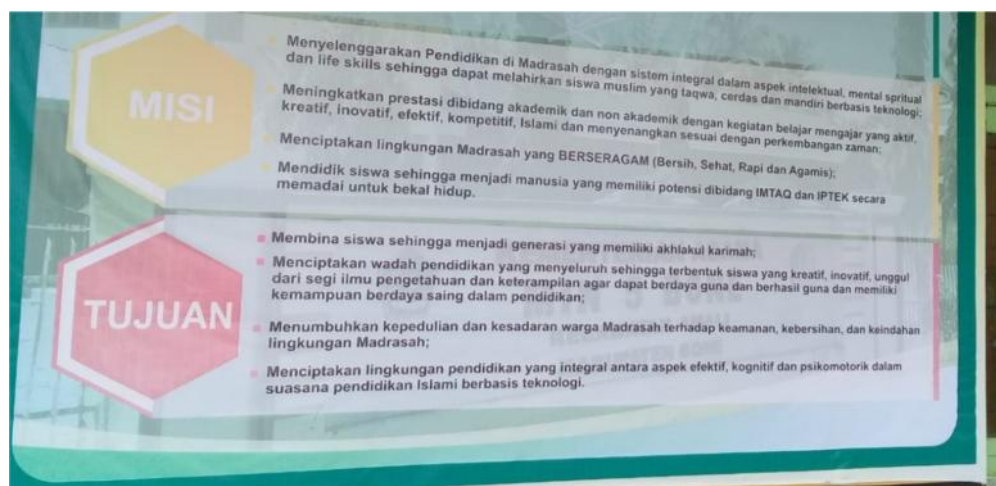 MISI
Menyelenggarakan Pendidikan di Madrasah dengan sistem integral dalam aspek intelektual, mental spritual
dan life skills sehingga dapat melahirkan siswa muslim yang taqwa, cerdas dan mandiri berbasis teknologi;
Meningkatkan prestasi dibidang akademik dan non akademik dengan kegiatan belajar mengajar yang aktif,
kreatif, inovatif, efektif, kompetitif, Islami dan menyenangkan sesuai dengan perkembangan zaman;
Menciptakan lingkungan Madrasah yang BERSERAGAM (Bersih, Sehat, Rapi dan Agamis);
Mendidik siswa sehingga menjadi manusia yang memiliki potensi dibidang IMTAQ dan IPTEK secara
memadai untuk bekal hidup.
TUJUAN
Membina siswa sehingga menjadi generasi yang memiliki akhlakul karimah;
Menciptakan wadah pendidikan yang menyeluruh sehingga terbentuk siswa yang kreatif, inovatif, unggul
dari segi ilmu pengetahuan dan keterampilan agar dapat berdaya guna dan berhasil guna dan memiliki
kemampuan berdaya saing dalam pendidikan;
Menumbuhkan kepedulian dan kesadaran warga Madrasah terhadap keamanan, kebersihan, dan keindahan
lingkungan Madrasah;
Menciptakan lingkungan pendidikan yang integral antara aspek efektif, kognitif dan psikomotorik dalam
suasana pendidikan Islami berbasis teknologi.